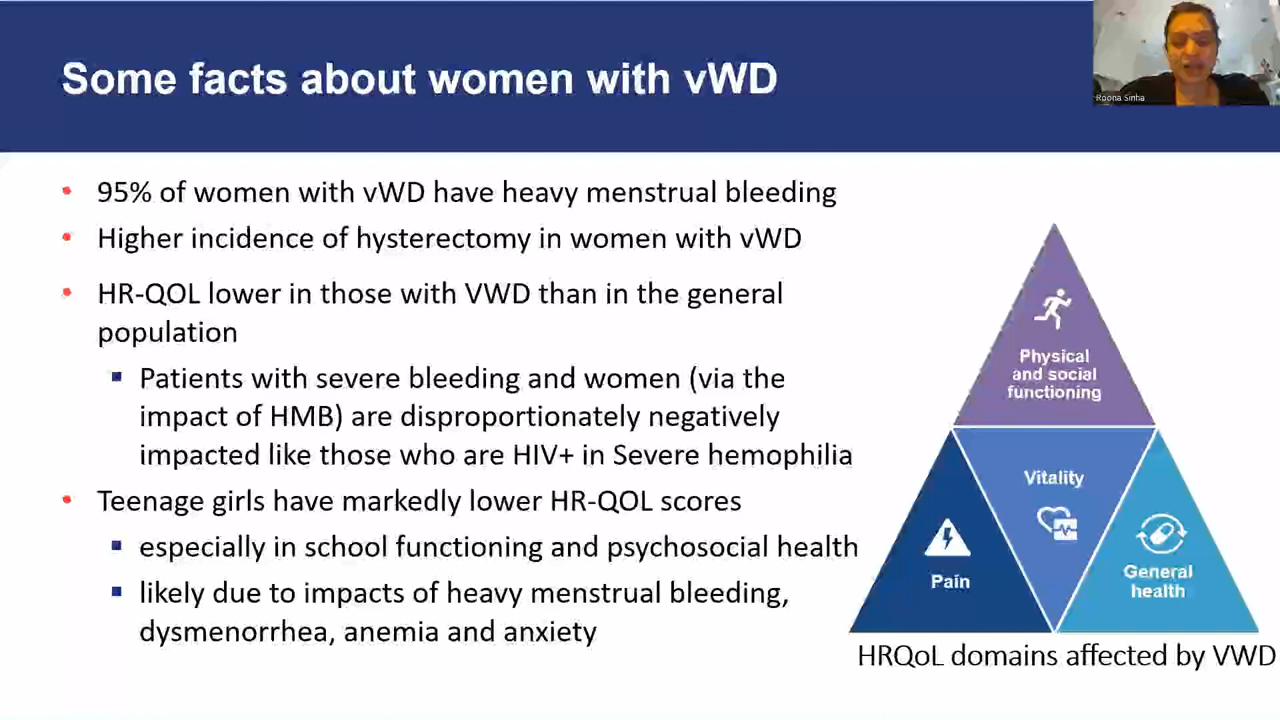 Some facts about women with vWD
Roona Sinha
• 95% of women with vWD have heavy menstrual bleeding
• Higher incidence of hysterectomy in women with vWD
• HR-QOL lower in those with VWD than in the general
population
▪ Patients with severe bleeding and women (via the
impact of HMB) are disproportionately negatively
impacted like those who are HIV+ in Severe hemophilia
• Teenage girls have markedly lower HR-QOL scores
▪ especially in school functioning and psychosocial health
▪ likely due to impacts of heavy menstrual bleeding,
dysmenorrhea, anemia and anxiety
Physical
and social
functioning
Vitality
Pain
General
health
HRQoL domains affected by VWD